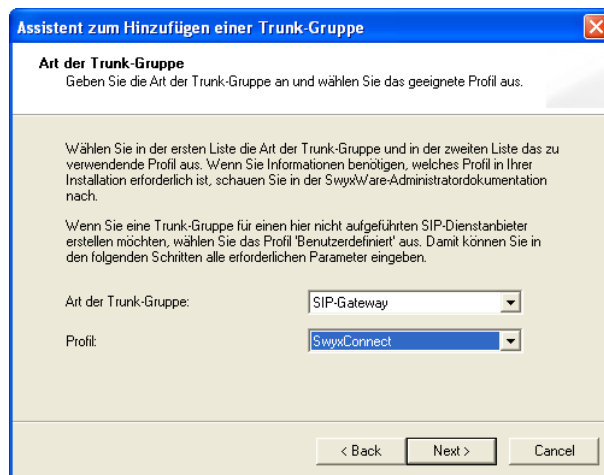 Assistent zum Hinzufügen einer Trunk-Gruppe
Art der Trunk-Gruppe
Geben Sie die Art der Trunk-Gruppe an und wählen Sie das geeignete Profil aus.
Wählen Sie in der ersten Liste die Art der Trunk-Gruppe und in der zweiten Liste das zu
verwendende Profil aus. Wenn Sie Informationen benötigen, welches Profil in Ihrer
Installation erforderlich ist, schauen Sie in der SwyxWare-Administratordokumentation
nach.
Wenn Sie eine Trunk-Gruppe für einen hier nicht aufgeführten SIP-Dienstanbieter
erstellen möchten, wählen Sie das Profil 'Benutzerdefiniert' aus. Damit können Sie in
den folgenden Schritten alle erforderlichen Parameter eingeben.
Art der Trunk-Gruppe: SIP-Gateway
Profil: SwyxConnect
< Back Next > Cancel